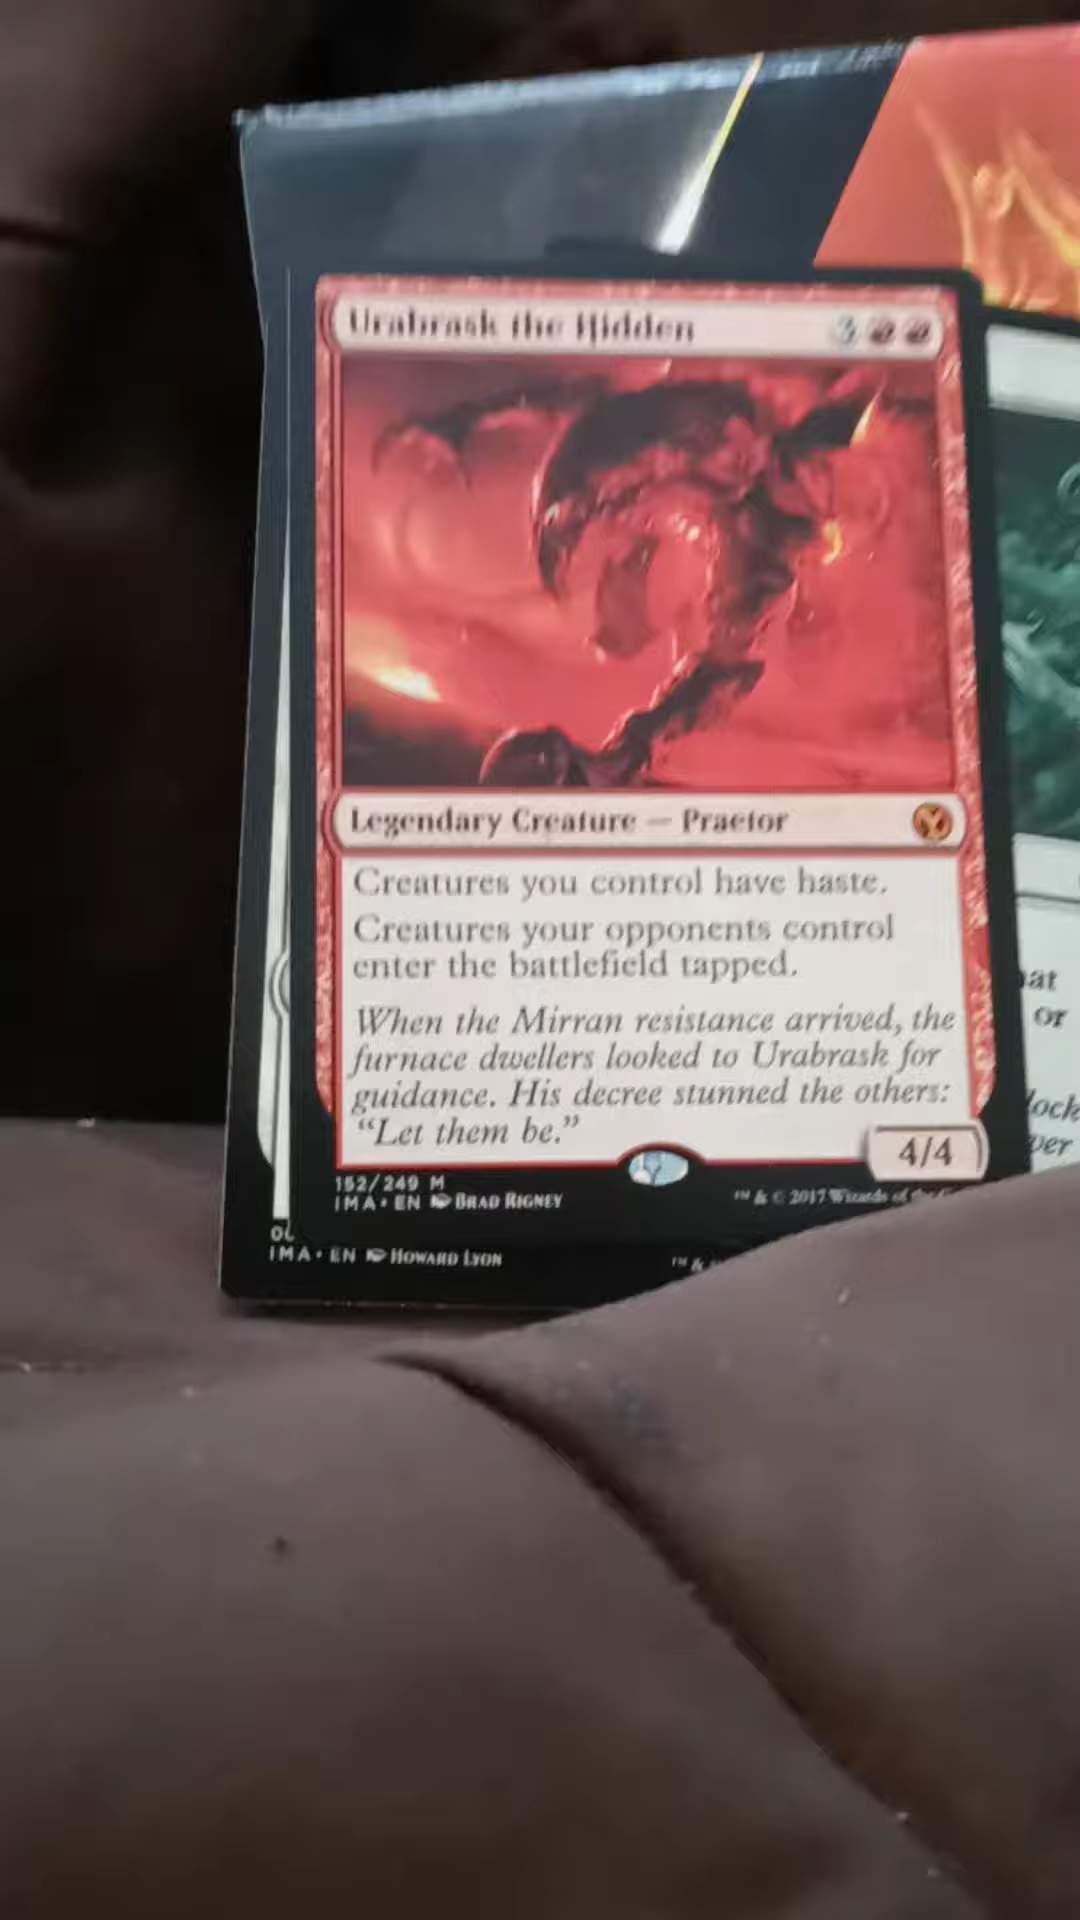 Urabrask the Hidden 3
Legendary Creature — Praetor
Creatures you control have haste.
Creatures your opponents control
enter the battlefield tapped.
When the Mirran resistance arrived, the
furnace dwellers looked to Urabrask for
guidance. His decree stunned the others:
“Let them be.”
4/4
152/249 M
IMA • EN BRAD RIGNEY
™ & © 2017 Wizards of the
IMA • EN HOWARD LYON
™ &
or